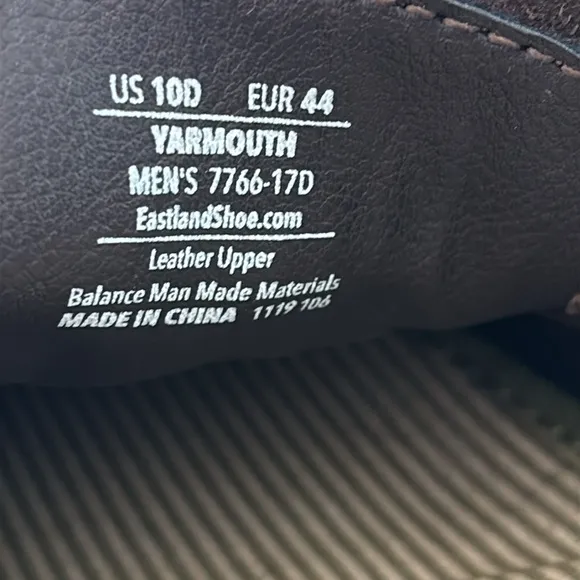 US 10D EUR 44
YARMOUTH
MEN'S 7766-17D
EastlandShoe.com
Leather Upper
Balance Man Made Materials
MADE IN CHINA 1119 106